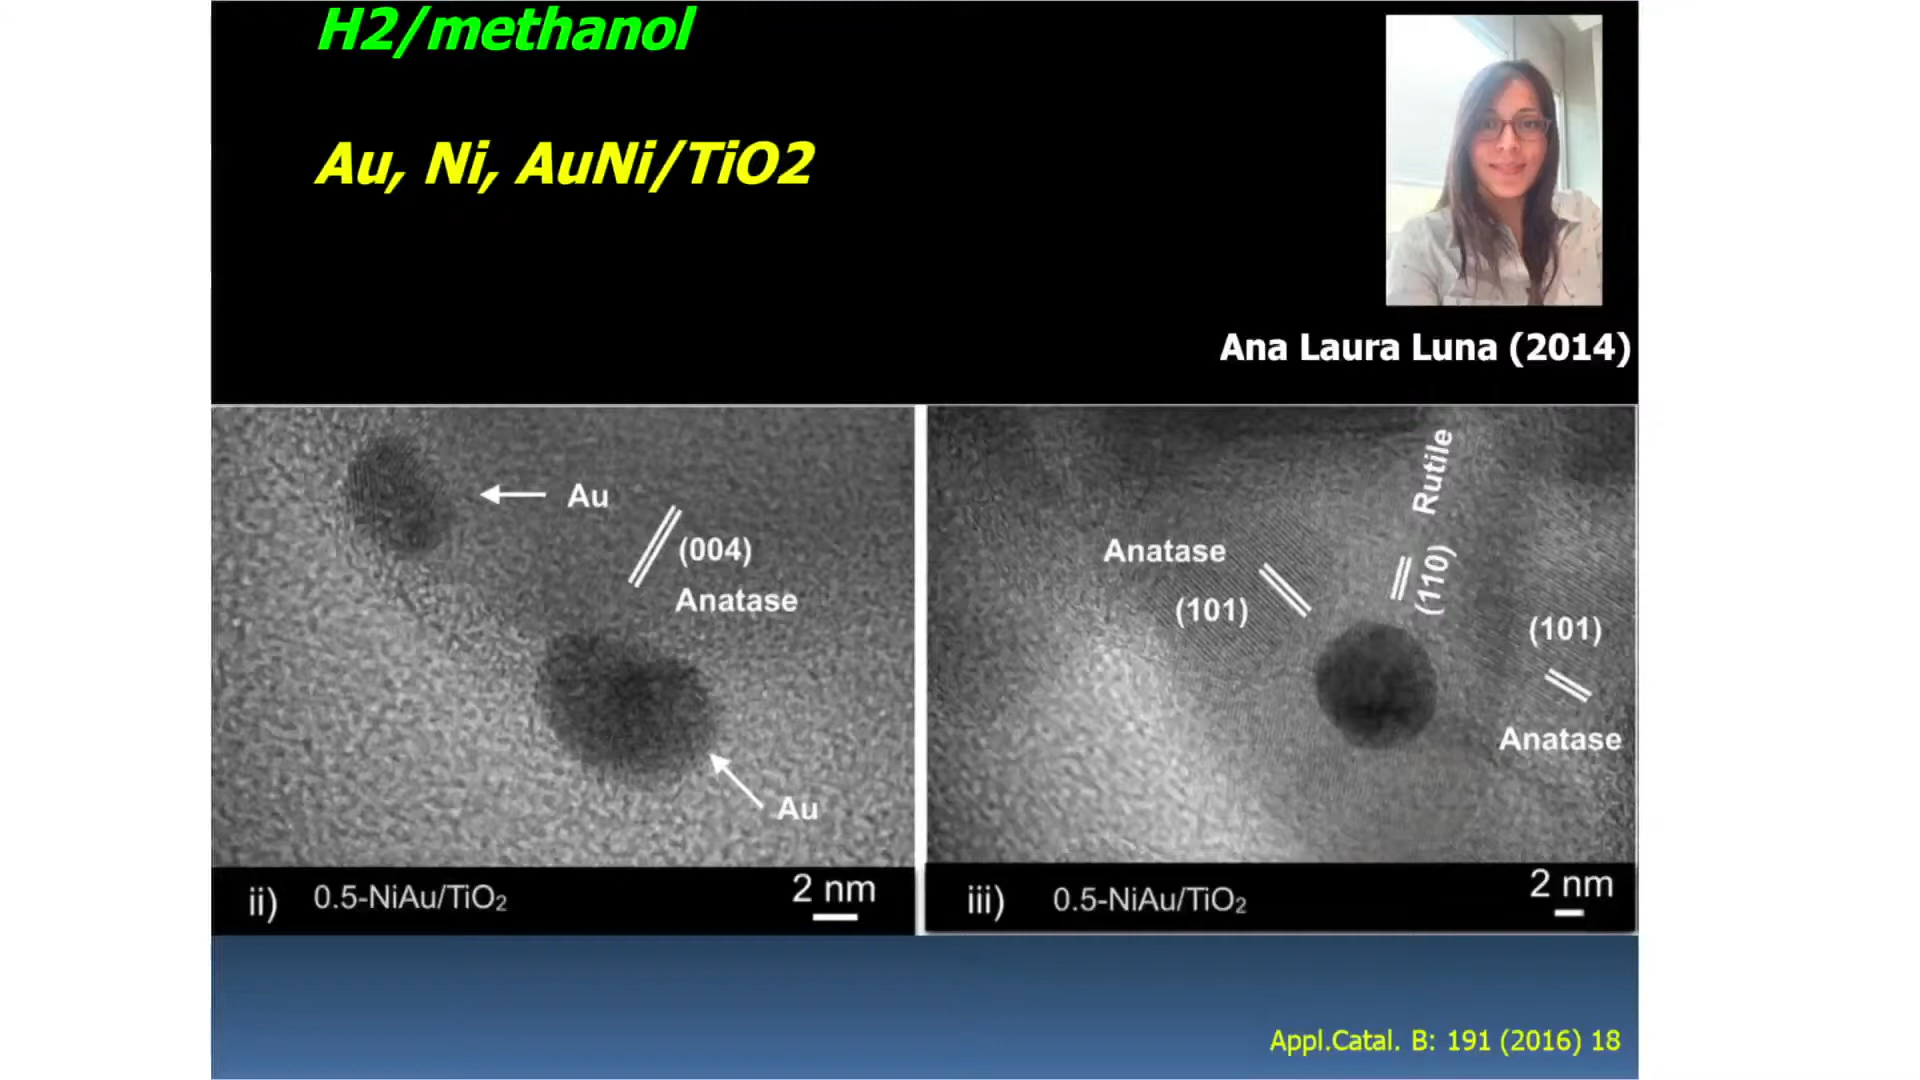 H2/methanol
Au, Ni, AuNi/TiO2
Ana Laura Luna (2014)
Au
(004)
Anatase
Au
ii) 0.5-NiAu/TiO₂ 2 nm
Rutile
(110)
Anatase
(101)
(101)
Anatase
iii) 0.5-NiAu/TiO₂ 2 nm
Appl.Catal. B: 191 (2016) 18